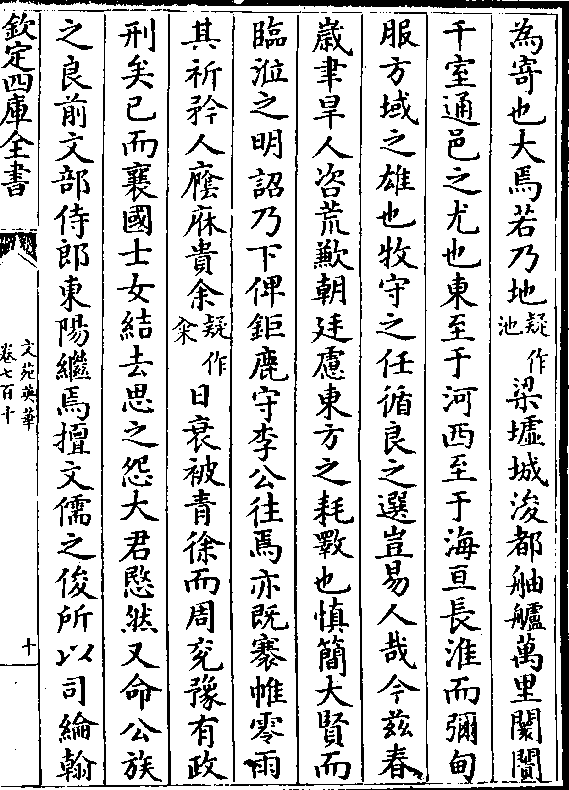 為寄也大焉若乃地疑作池梁墟城浚都舳艫萬里闤闠
千室通邑之尤也東至于河西至于海亘長淮而彌甸
服方域之雄也牧守之任循良之選豈易人哉今兹春
嵗聿旱人咨荒歉朝廷慮東方之耗斁也慎簡大賢而
臨涖之明詔乃下俾鉅鹿守李公往焉亦既褰帷零雨
其祈矜人廕庥貴余疑作籴日衰被青徐而周兖豫有政
刑矣已而襄國士女結去思之怨大君愍然又命公族
之良前文部侍郎東陽繼焉擅文儒之俊所以司綸翰
欽定四庫全書
文苑英華
卷七百十
十